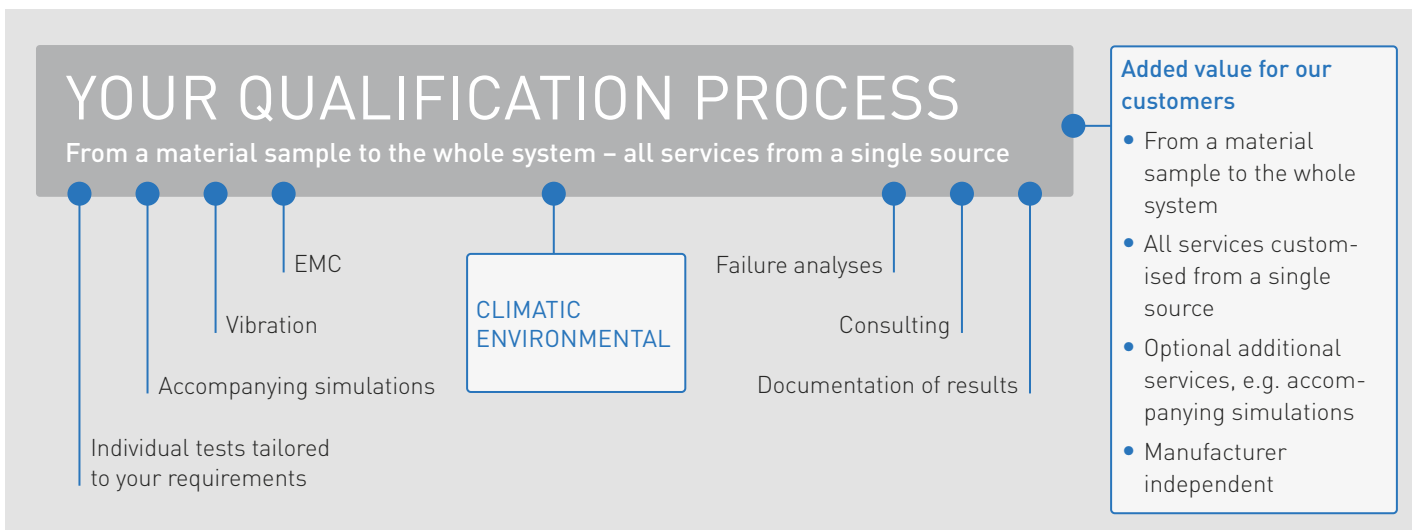 YOUR QUALIFICATION PROCESS
From a material sample to the whole system – all services from a single source
EMC
Vibration
Accompanying simulations
Individual tests tailored
to your requirements
CLIMATIC
ENVIRONMENTAL
Failure analyses
Consulting
Documentation of results
Added value for our
customers
• From a material
sample to the whole
system
• All services custom-
ised from a single
source
• Optional additional
services, e.g. accom-
panying simulations
• Manufacturer
independent